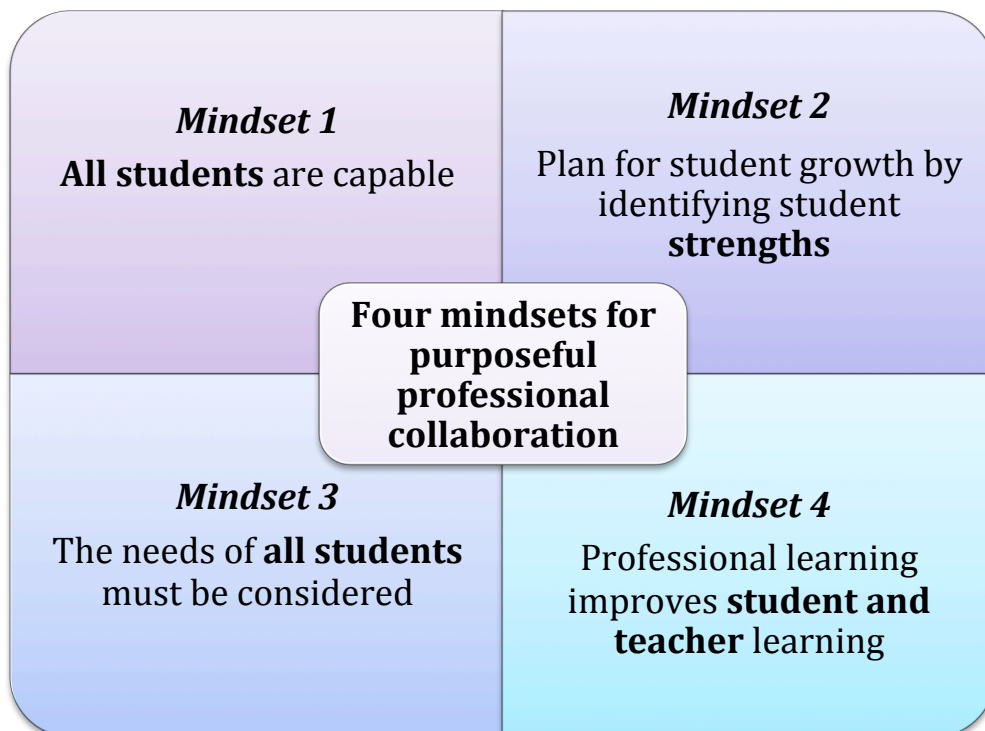 Mindset 1
All students are capable
Mindset 2
Plan for student growth by
identifying student
strengths
Four mindsets for
purposeful
professional
collaboration
Mindset 3
The needs of all students
must be considered
Mindset 4
Professional learning
improves student and
teacher learning